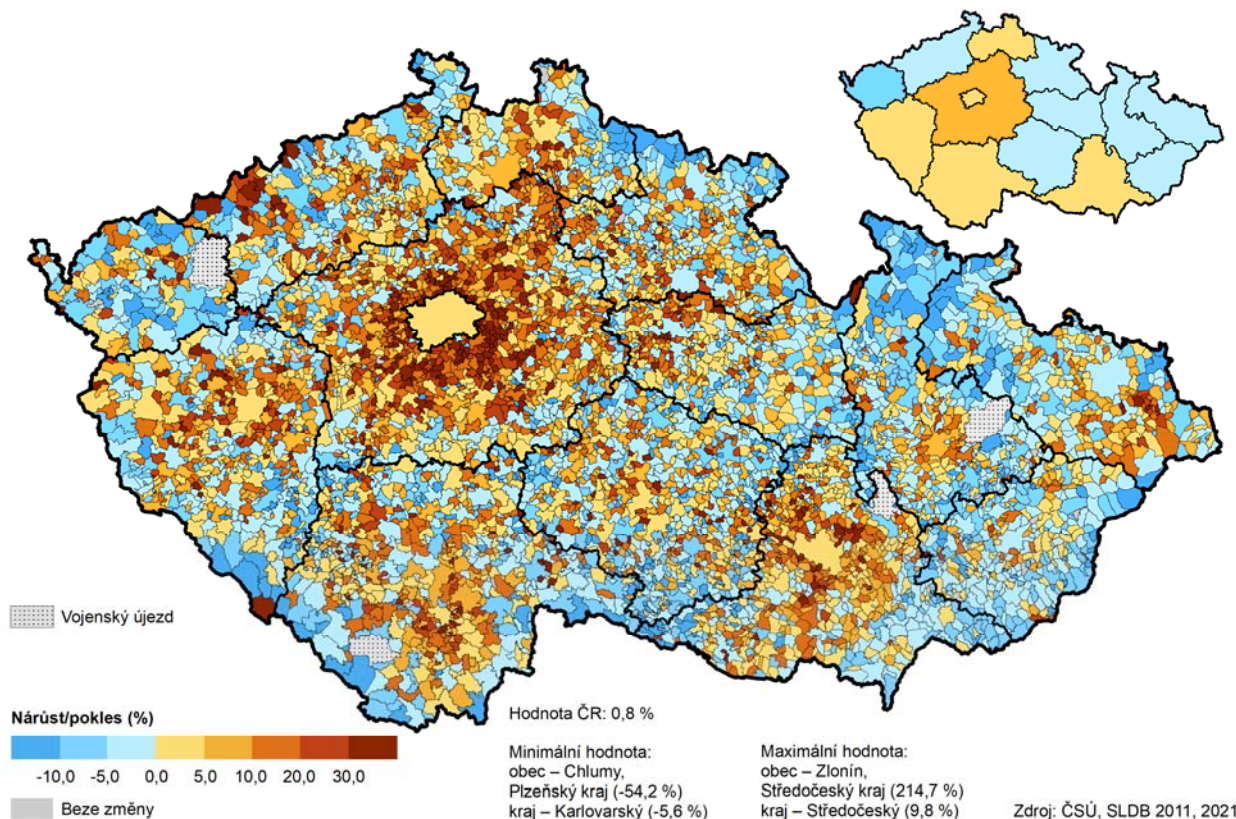 Vojenský újezd
Nárůst/pokles (%)
-10,0 -5,0 0,0 5,0 10,0 20,0 30,0
Beze změny
Hodnota ČR: 0,8 %
Minimální hodnota:
obec – Chlumy,
Plzeňský kraj (-54,2 %)
kraj – Karlovarský (-5,6 %)
Maximální hodnota:
obec – Zlonín,
Středočeský kraj (214,7 %)
kraj – Středočeský (9,8 %)
Zdroj: ČSÚ, SLDB 2011, 2021